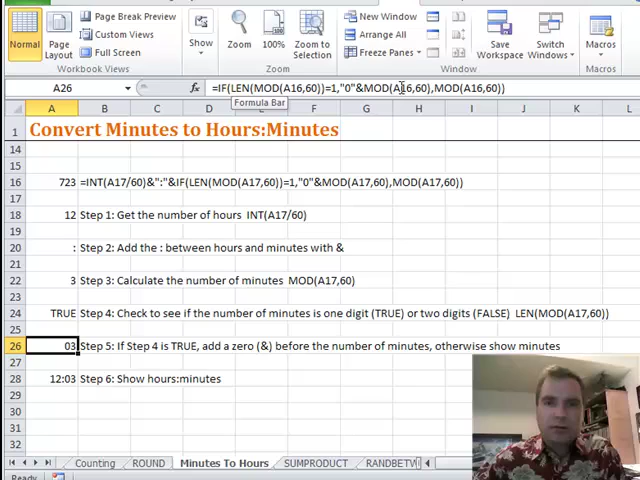 Normal
Page Layout
Page Break Preview
Custom Views
Full Screen
Show
Zoom
100%
Zoom to Selection
New Window
Arrange All
Freeze Panes
Save Workspace
Switch Windows
Macros
A26
fx
=IF(LEN(MOD(A16,60))=1,"0"&MOD(A16,60),MOD(A16,60))
Formula Bar
A B C D E F G H I J K
1 Convert Minutes to Hours:Minutes
14
15
16 723 =INT(A17/60)&":"&IF(LEN(MOD(A17,60))=1,"0"&MOD(A17,60),MOD(A17,60))
17
18 12 Step 1: Get the number of hours INT(A17/60)
19
20 : Step 2: Add the : between hours and minutes with &
21
22 3 Step 3: Calculate the number of minutes MOD(A17,60)
23
24 TRUE Step 4: Check to see if the number of minutes is one digit (TRUE) or two digits (FALSE) LEN(MOD(A17,60))
25
26 03 Step 5: If Step 4 is TRUE, add a zero (&) before the number of minutes, otherwise show minutes
27
28 12:03 Step 6: Show hours:minutes
29
30
31
32
Counting ROUND Minutes To Hours SUMPRODUCT RANDBETW